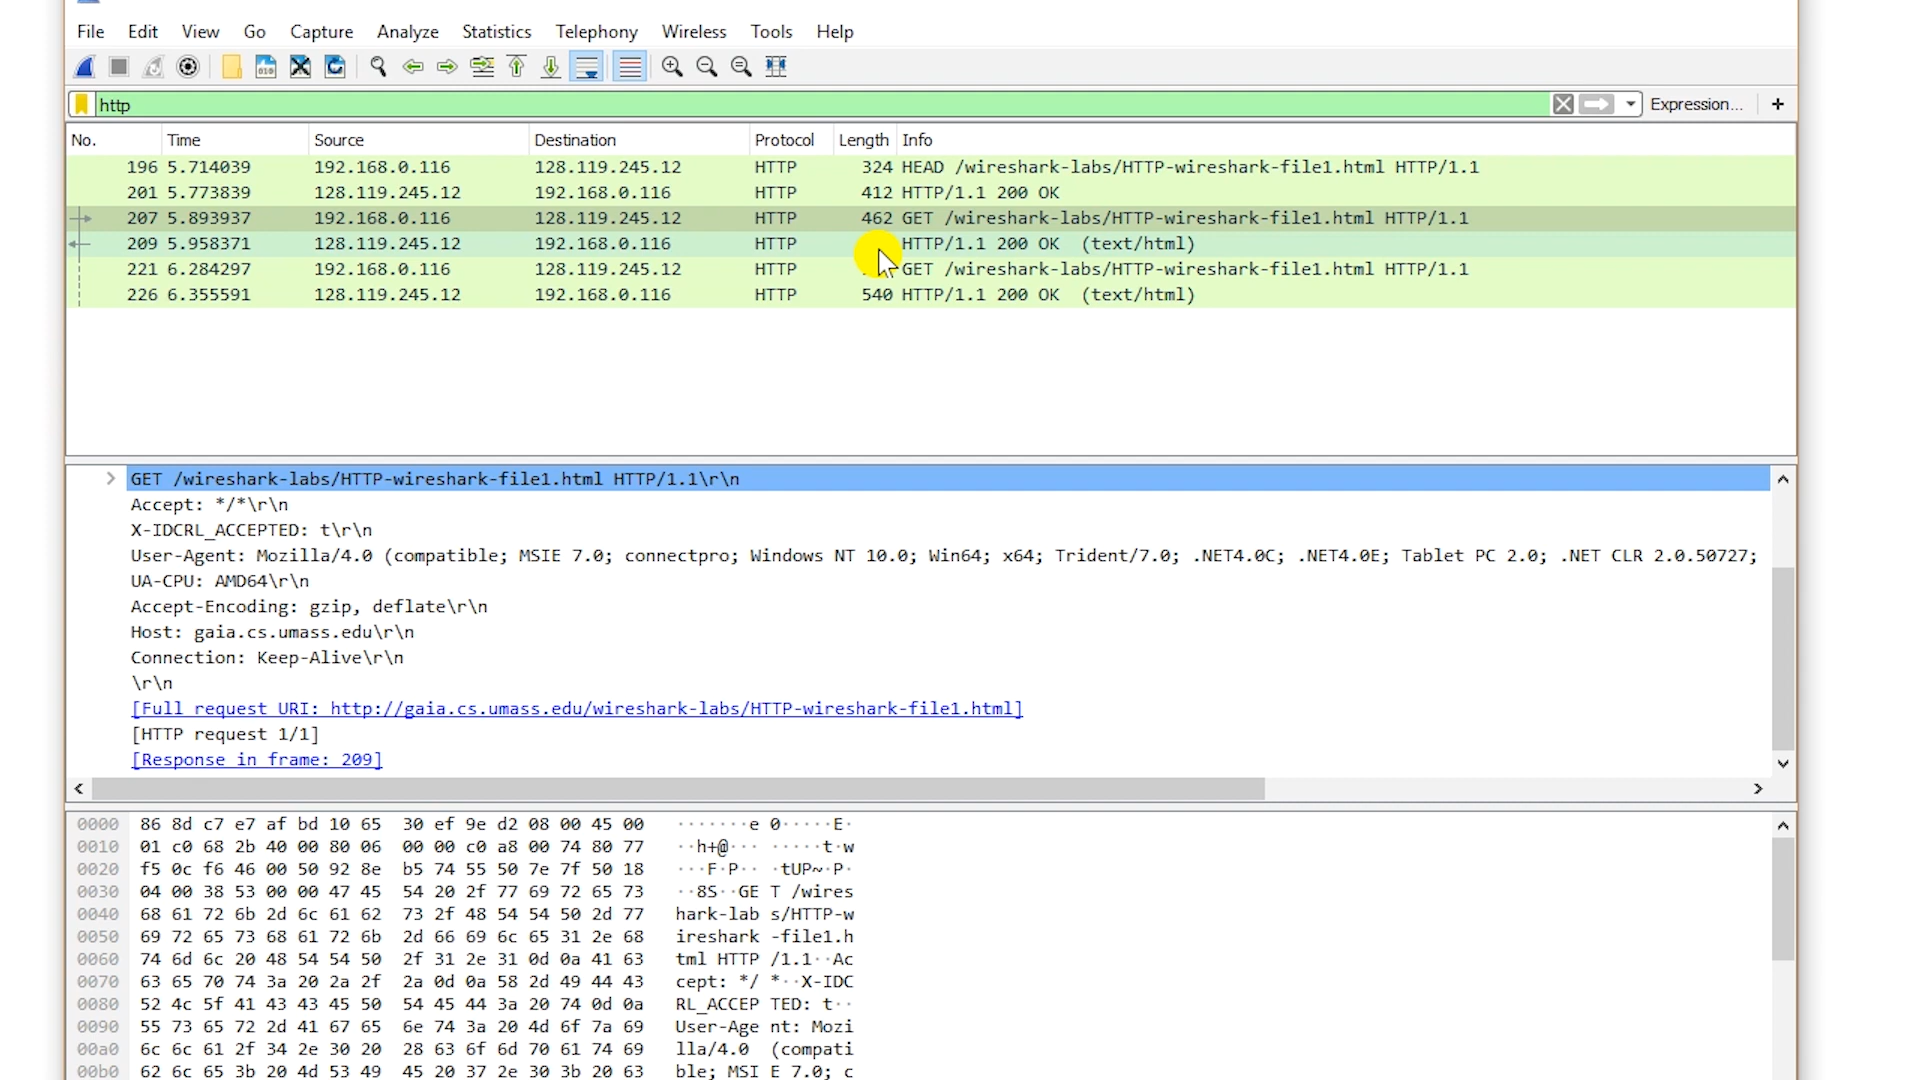 File Edit View Go Capture Analyze Statistics Telephony Wireless Tools Help
http Expression... +
No. Time Source Destination Protocol Length Info
196 5.714039 192.168.0.116 128.119.245.12 HTTP 324 HEAD /wireshark-labs/HTTP-wireshark-file1.html HTTP/1.1
201 5.773839 128.119.245.12 192.168.0.116 HTTP 412 HTTP/1.1 200 OK
207 5.893937 192.168.0.116 128.119.245.12 HTTP 462 GET /wireshark-labs/HTTP-wireshark-file1.html HTTP/1.1
209 5.958371 128.119.245.12 192.168.0.116 HTTP HTTP/1.1 200 OK (text/html)
221 6.284297 192.168.0.116 128.119.245.12 HTTP GET /wireshark-labs/HTTP-wireshark-file1.html HTTP/1.1
226 6.355591 128.119.245.12 192.168.0.116 HTTP 540 HTTP/1.1 200 OK (text/html)
GET /wireshark-labs/HTTP-wireshark-file1.html HTTP/1.1\r\n
Accept: */*\r\n
X-IDCRL_ACCEPTED: t\r\n
User-Agent: Mozilla/4.0 (compatible; MSIE 7.0; connectpro; Windows NT 10.0; Win64; x64; Trident/7.0; .NET4.0C; .NET4.0E; Tablet PC 2.0; .NET CLR 2.0.50727;
UA-CPU: AMD64\r\n
Accept-Encoding: gzip, deflate\r\n
Host: gaia.cs.umass.edu\r\n
Connection: Keep-Alive\r\n
\r\n
[Full request URI: http://gaia.cs.umass.edu/wireshark-labs/HTTP-wireshark-file1.html]
[HTTP request 1/1]
[Response in frame: 209]
0000 86 8d c7 e7 af bd 10 65 30 ef 9e d2 08 00 45 00 ·······e 0·····E·
0010 01 c0 68 2b 40 00 80 06 00 00 c0 a8 00 74 80 77 ··h+@··· ·····t·w
0020 f5 0c f6 46 00 50 92 8e b5 74 55 50 7e 7f 50 18 ···F·P·· ·tUP~·P·
0030 04 00 38 53 00 00 47 45 54 20 2f 77 69 72 65 73 ··8S··GE T /wires
0040 68 61 72 6b 2d 6c 61 62 73 2f 48 54 54 50 2d 77 hark-lab s/HTTP-w
0050 69 72 65 73 68 61 72 6b 2d 66 69 6c 65 31 2e 68 ireshark -file1.h
0060 74 6d 6c 20 48 54 54 50 2f 31 2e 31 0d 0a 41 63 tml HTTP /1.1··Ac
0070 63 65 70 74 3a 20 2a 2f 2a 0d 0a 58 2d 49 44 43 cept: */ *··X-IDC
0080 52 4c 5f 41 43 43 45 50 54 45 44 3a 20 74 0d 0a RL_ACCEP TED: t··
0090 55 73 65 72 2d 41 67 65 6e 74 3a 20 4d 6f 7a 69 User-Age nt: Mozi
00a0 6c 6c 61 2f 34 2e 30 20 28 63 6f 6d 70 61 74 69 lla/4.0 (compati
00b0 62 6c 65 3b 20 4d 53 49 45 20 37 2e 30 3b 20 63 ble; MSI E 7.0; c